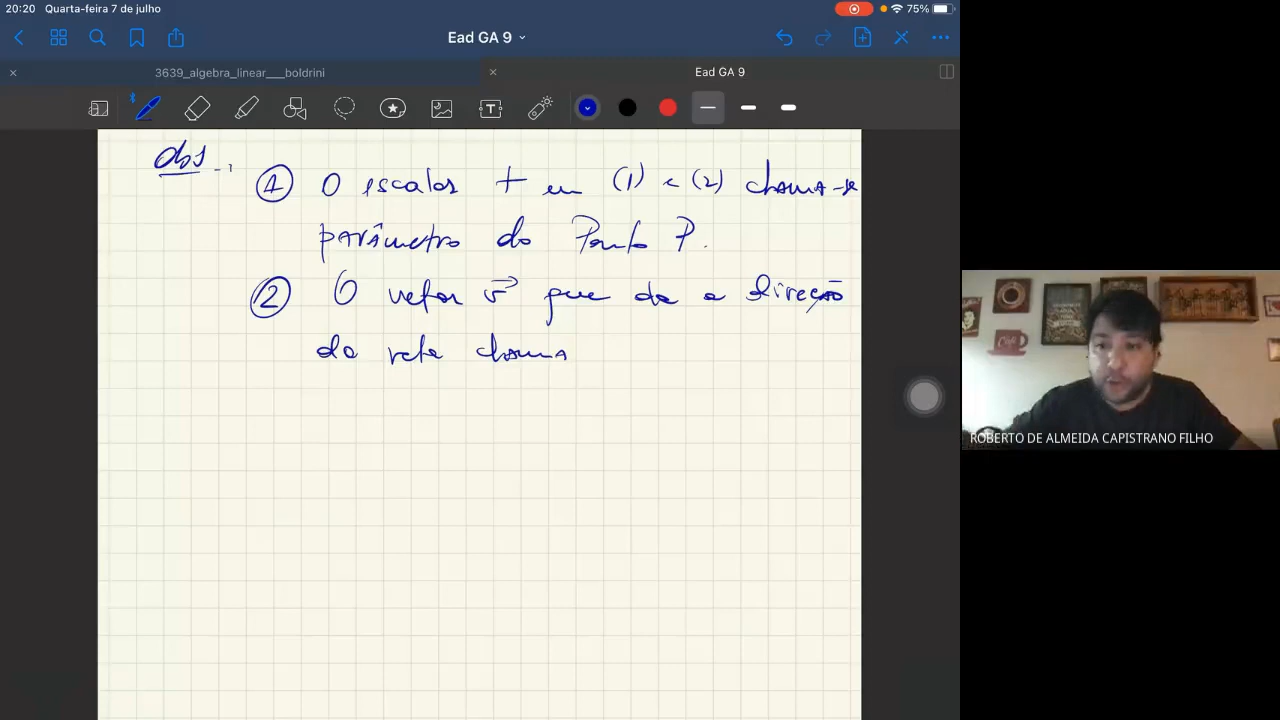 20:20 Quarta-feira 7 de julho 75%
Ead GA 9
3639_algebra_linear___boldrini
Ead GA 9
Obs.:
① O escalar t em (1) e (2) chama-se
parâmetro do Ponto P.
② O vetor v⃗ que da a direção
da reta chama
Café
ROBERTO DE ALMEIDA CAPISTRANO FILHO